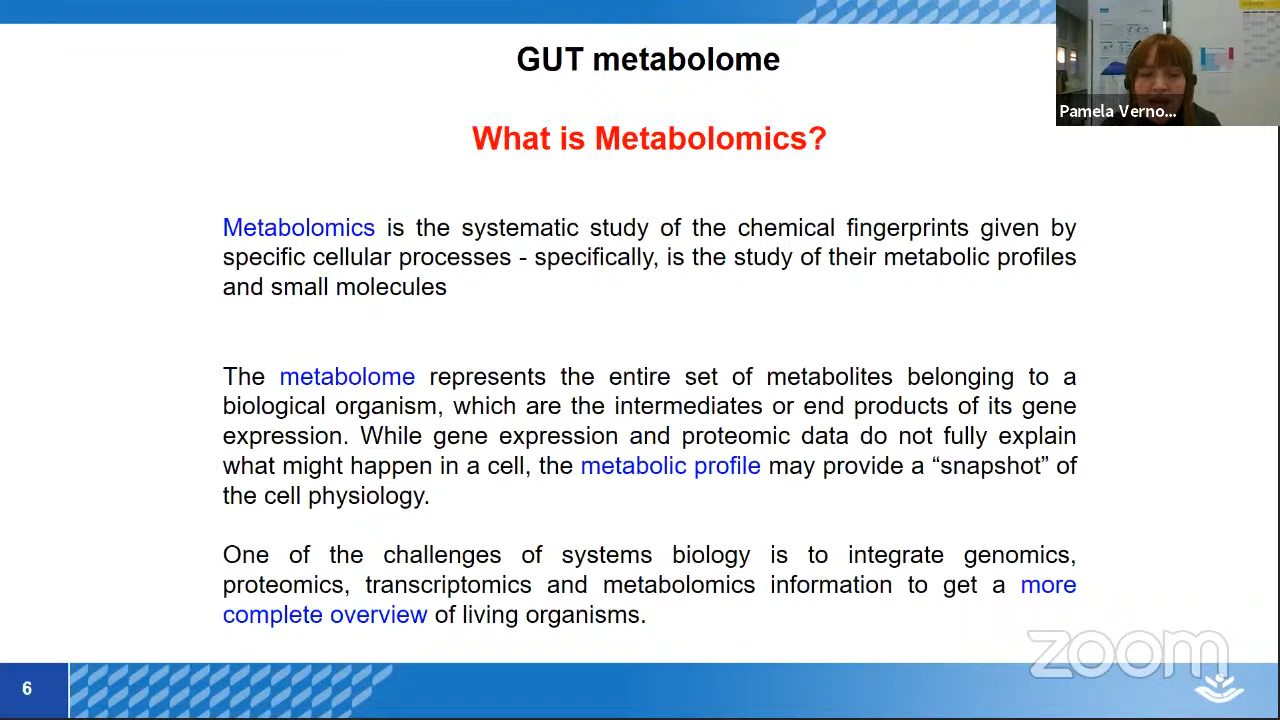 GUT metabolome
Pamela Verno...
What is Metabolomics?
Metabolomics is the systematic study of the chemical fingerprints given by
specific cellular processes - specifically, is the study of their metabolic profiles
and small molecules
The metabolome represents the entire set of metabolites belonging to a
biological organism, which are the intermediates or end products of its gene
expression. While gene expression and proteomic data do not fully explain
what might happen in a cell, the metabolic profile may provide a “snapshot” of
the cell physiology.
One of the challenges of systems biology is to integrate genomics,
proteomics, transcriptomics and metabolomics information to get a more
complete overview of living organisms.
zoom
6